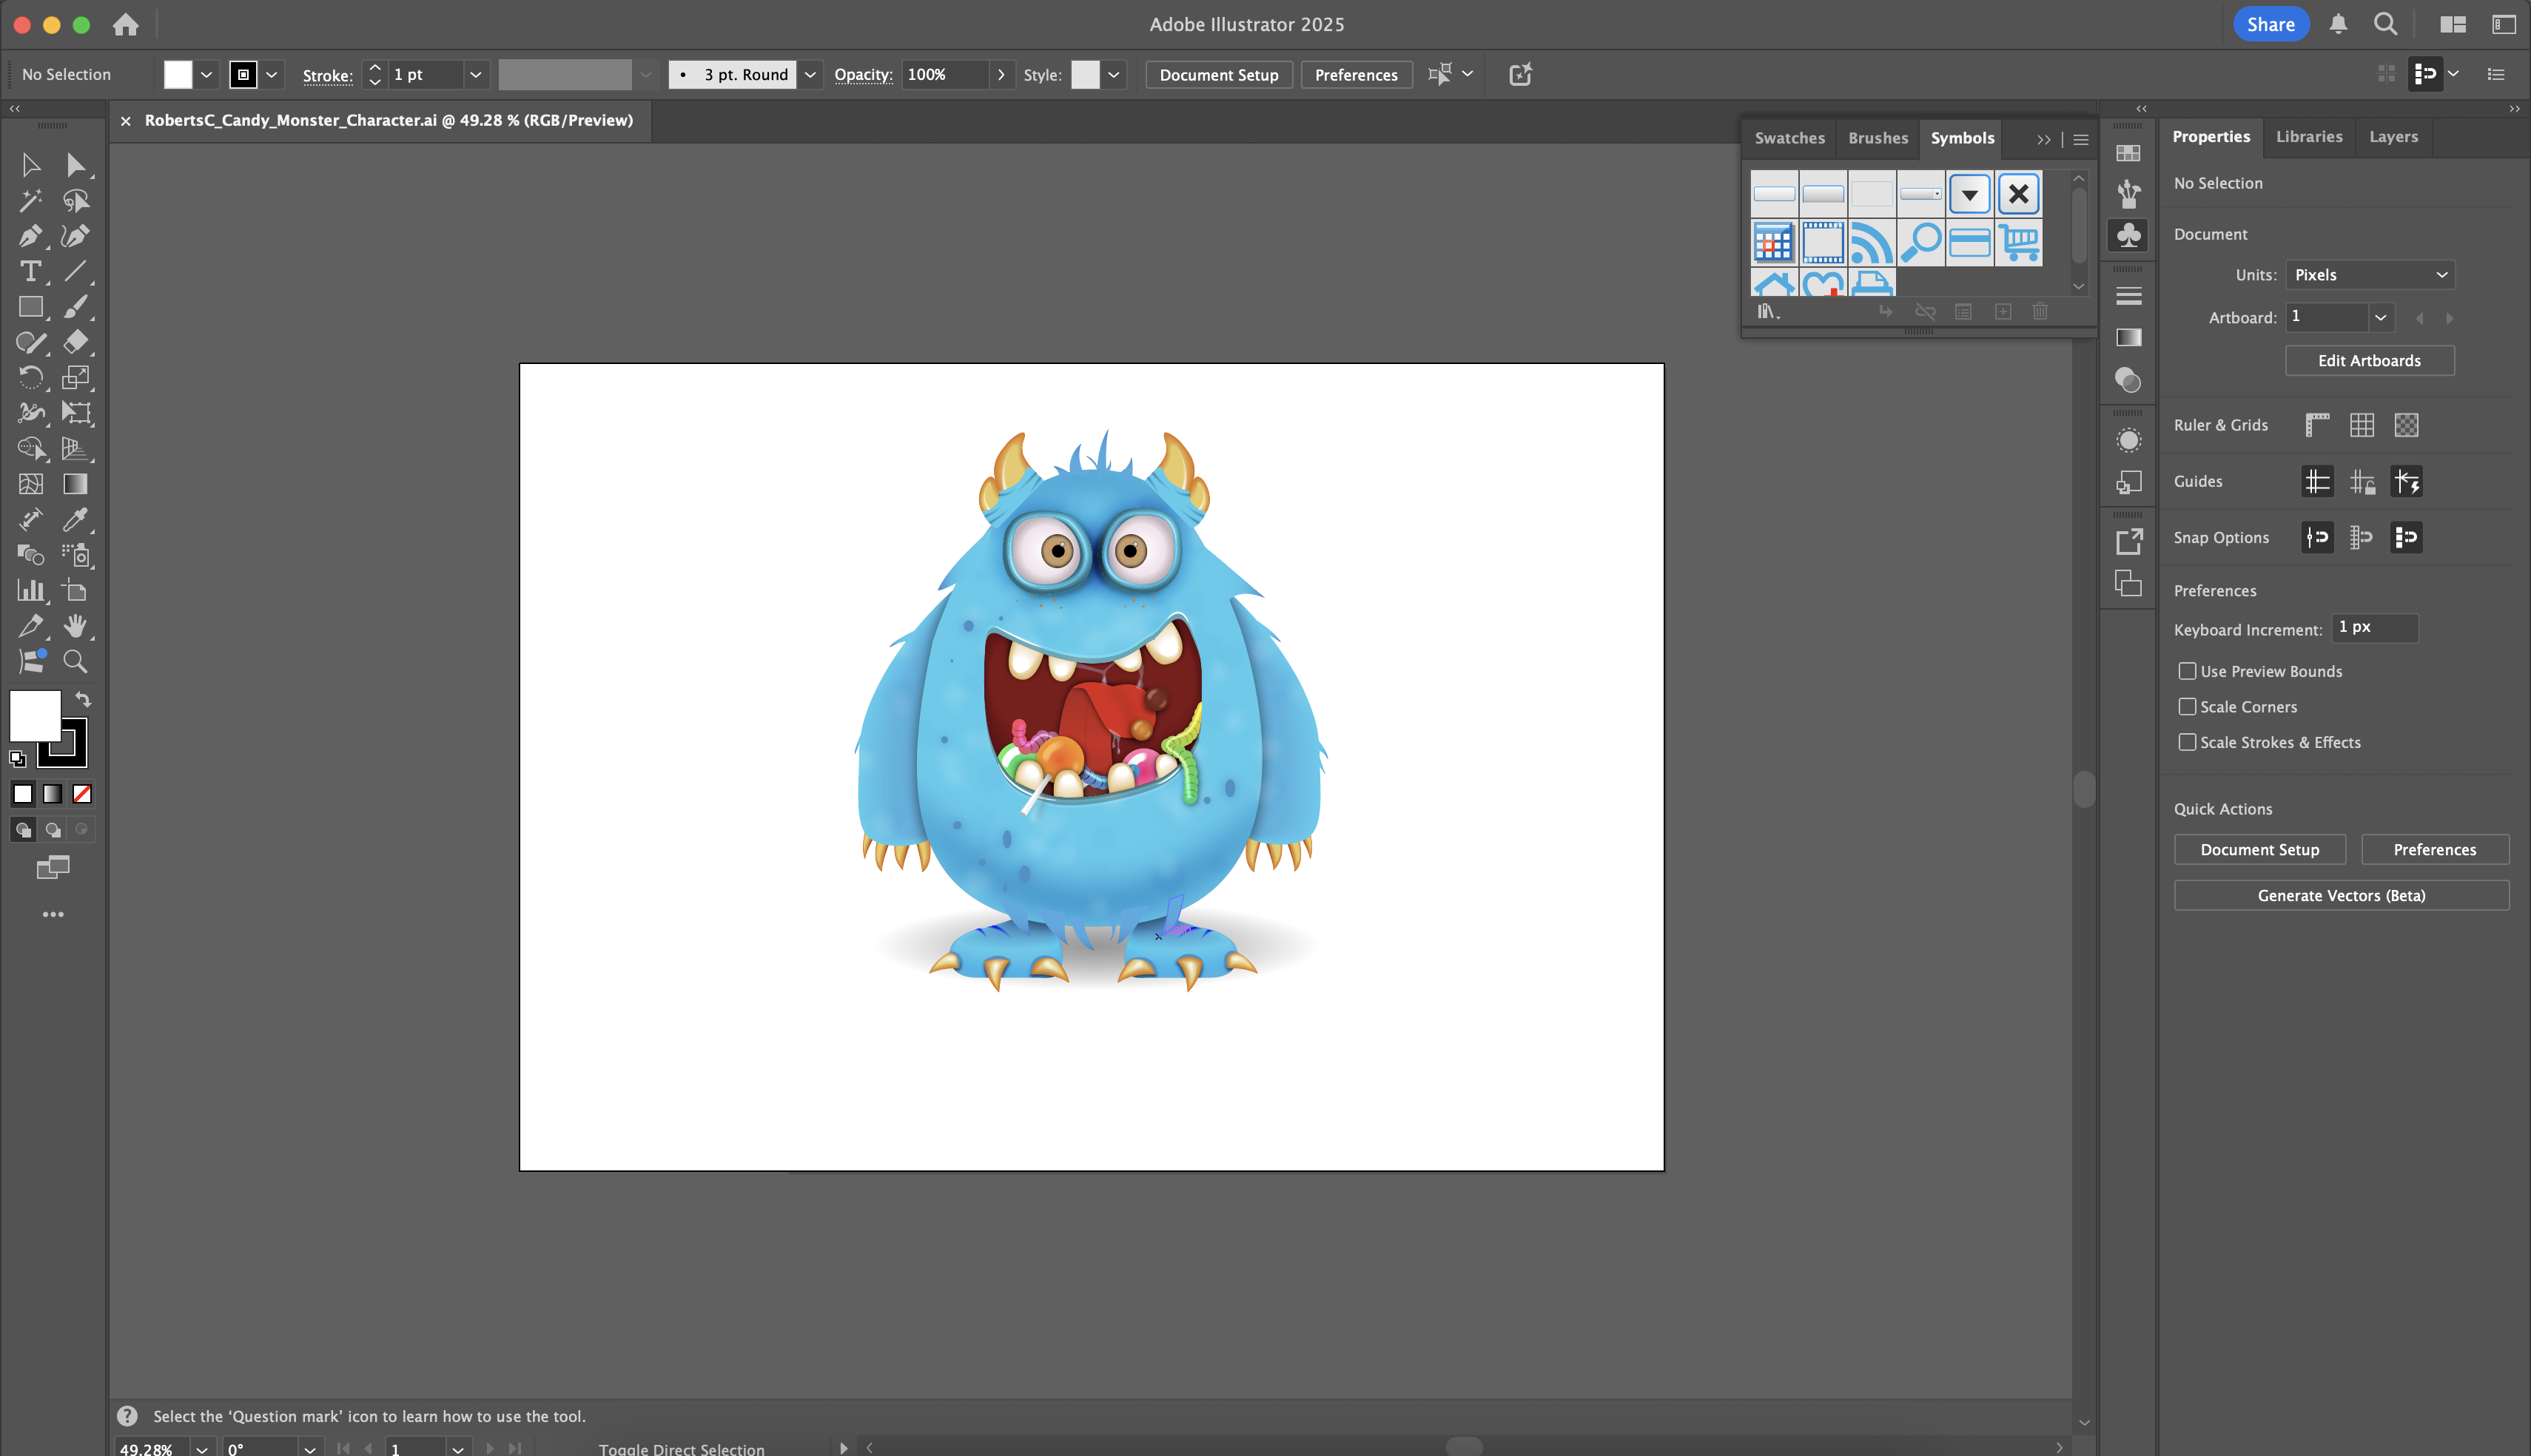 Adobe Illustrator 2025
Share
No Selection
Stroke:
1 pt
3 pt. Round
Opacity:
100%
Style:
Document Setup
Preferences
RobertsC_Candy_Monster_Character.ai @ 49.28 % (RGB/Preview)
Swatches
Brushes
Symbols
Properties
Libraries
Layers
No Selection
Document
Units:
Pixels
Artboard:
1
Edit Artboards
Ruler & Grids
Guides
Snap Options
Preferences
Keyboard Increment:
1 px
Use Preview Bounds
Scale Corners
Scale Strokes & Effects
Quick Actions
Document Setup
Preferences
Generate Vectors (Beta)
Select the ‘Question mark’ icon to learn how to use the tool.
49.28%
0°
1
Toggle Direct Selection